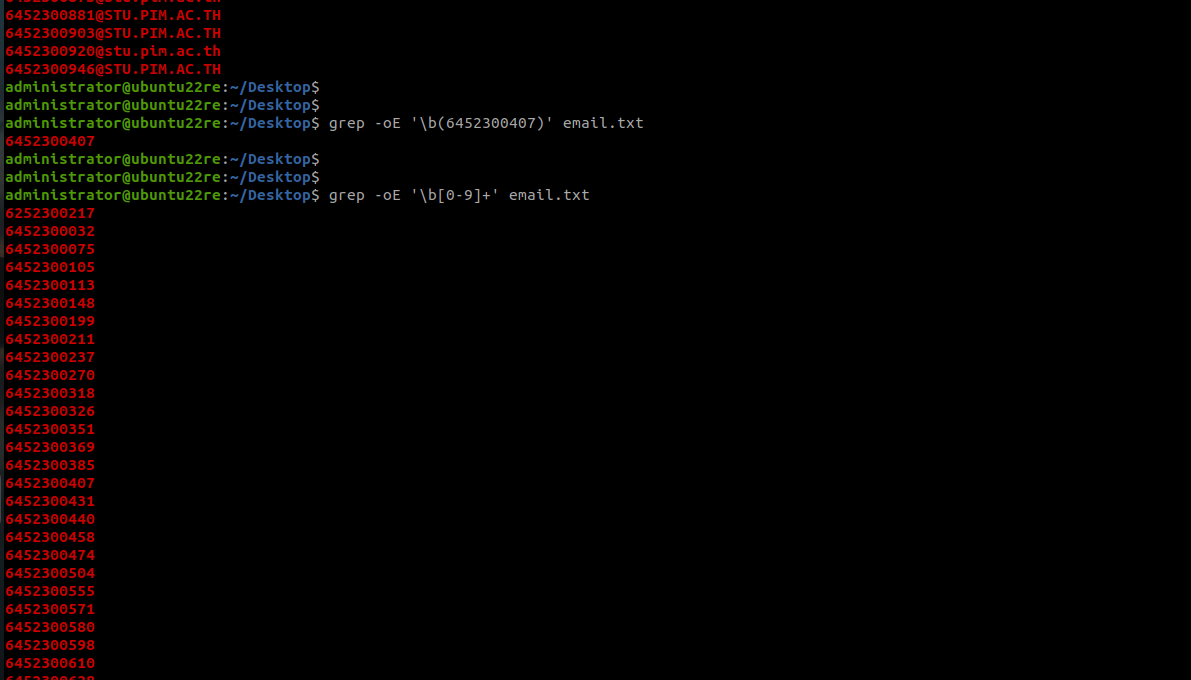 6452300881@STU.PIM.AC.TH
6452300903@STU.PIM.AC.TH
6452300920@stu.pim.ac.th
6452300946@STU.PIM.AC.TH
administrator@ubuntu22re:~/Desktop$
administrator@ubuntu22re:~/Desktop$
administrator@ubuntu22re:~/Desktop$ grep -oE '\b(6452300407)' email.txt
6452300407
administrator@ubuntu22re:~/Desktop$
administrator@ubuntu22re:~/Desktop$
administrator@ubuntu22re:~/Desktop$ grep -oE '\b[0-9]+' email.txt
6252300217
6452300032
6452300075
6452300105
6452300113
6452300148
6452300199
6452300211
6452300237
6452300270
6452300318
6452300326
6452300351
6452300369
6452300385
6452300407
6452300431
6452300440
6452300458
6452300474
6452300504
6452300555
6452300571
6452300580
6452300598
6452300610